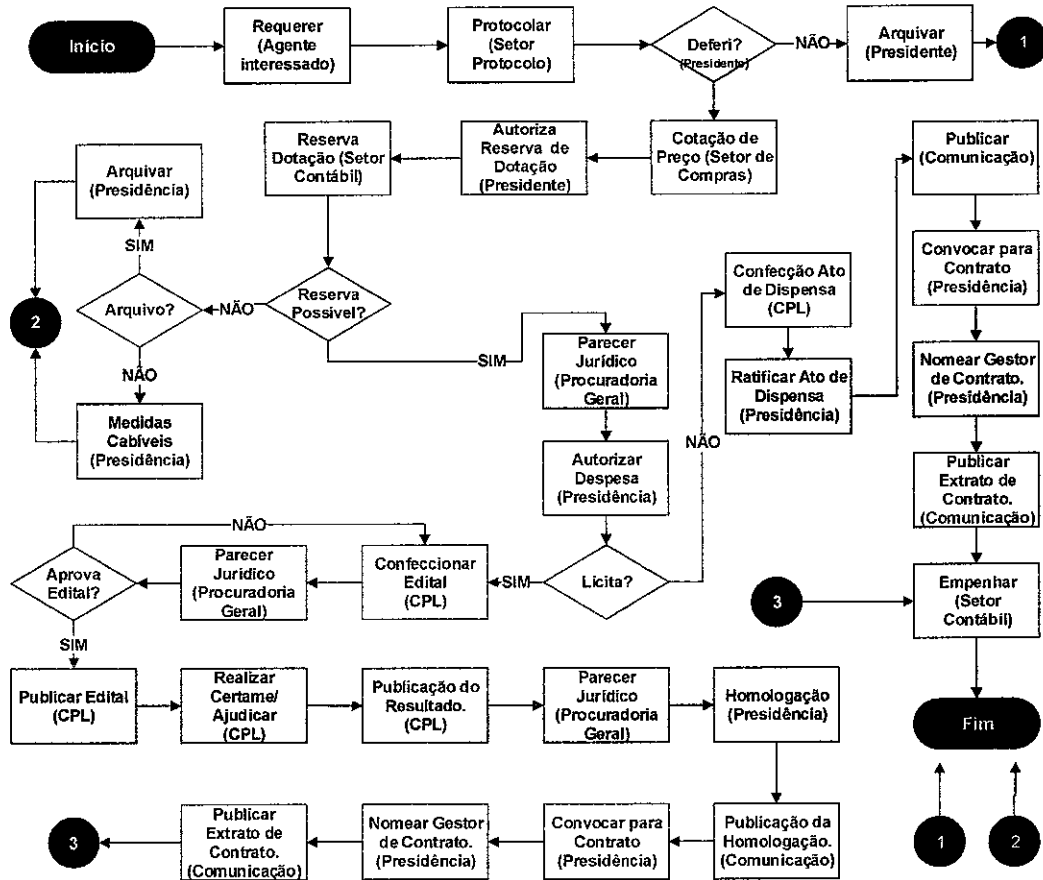 Início
Requerer
(Agente
interessado)
Protocolar
(Setor
Protocolo)
Deferi?
(Presidente)
NÃO
Arquivar
(Presidente)
1
Reserva
Dotação (Setor
Contábil)
Autoriza
Reserva de
Dotação
(Presidente)
Cotação de
Preço (Setor de
Compras)
Publicar
(Comunicação)
Arquivar
(Presidência)
SIM
Arquivo?
NÃO
Reserva
Possivel?
2
NÃO
Medidas
Cabíveis
(Presidência)
SIM
Parecer
Jurídico
(Procuradoria
Geral)
Confecção Ato
de Dispensa
(CPL)
Convocar para
Contrato
(Presidência)
Ratificar Ato de
Dispensa
(Presidência)
Nomear Gestor
de Contrato.
(Presidência)
NÃO
Autorizar
Despesa
(Presidência)
Publicar
Extrato de
Contrato.
(Comunicação)
NÃO
Aprova
Edital?
Parecer
Jurídico
(Procuradoria
Geral)
Confeccionar
Edital
(CPL)
SIM
Licita?
3
Empenhar
(Setor
Contábil)
SIM
Publicar Edital
(CPL)
Realizar
Certame/
Ajudicar
(CPL)
Publicação do
Resultado.
(CPL)
Parecer
Jurídico
(Procuradoria
Geral)
Homologação
(Presidência)
Fim
3
Publicar
Extrato de
Contrato.
(Comunicação)
Nomear Gestor
de Contrato.
(Presidência)
Convocar para
Contrato
(Presidência)
Publicação da
Homologação.
(Comunicação)
1
2